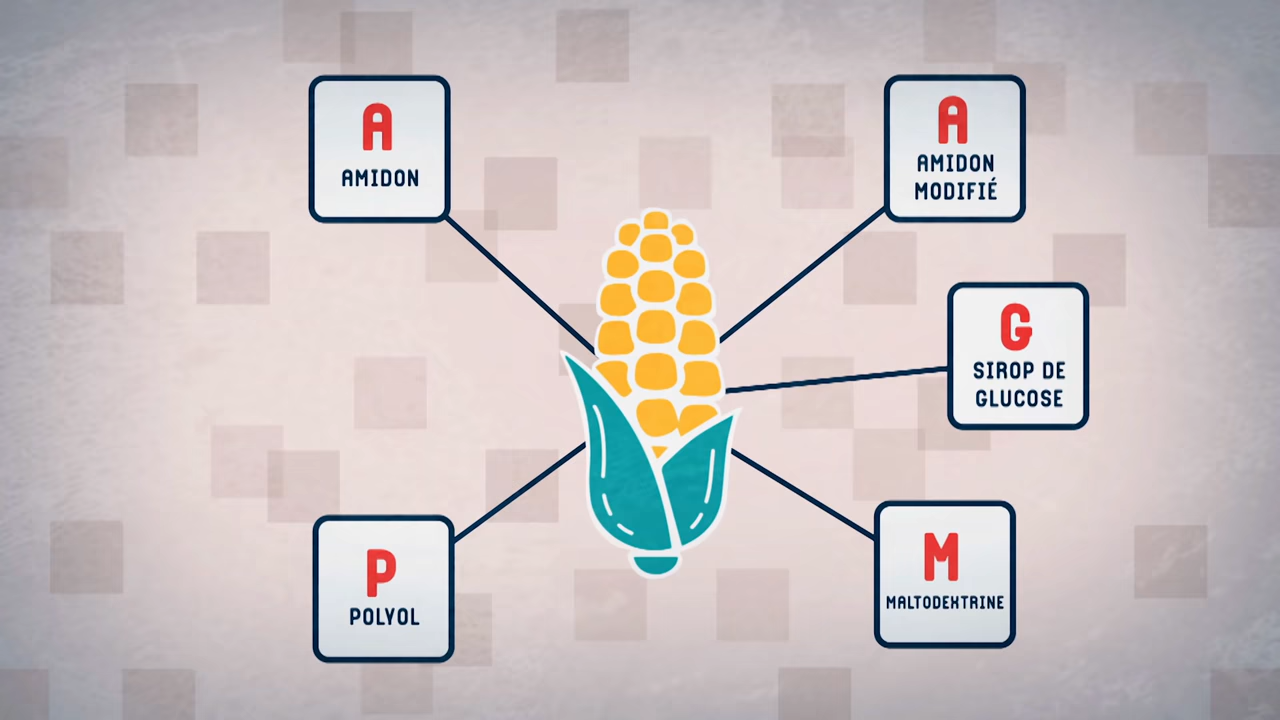 A
AMIDON
A
AMIDON
MODIFIÉ
G
SIROP DE
GLUCOSE
P
POLYOL
M
MALTODEXTRINE